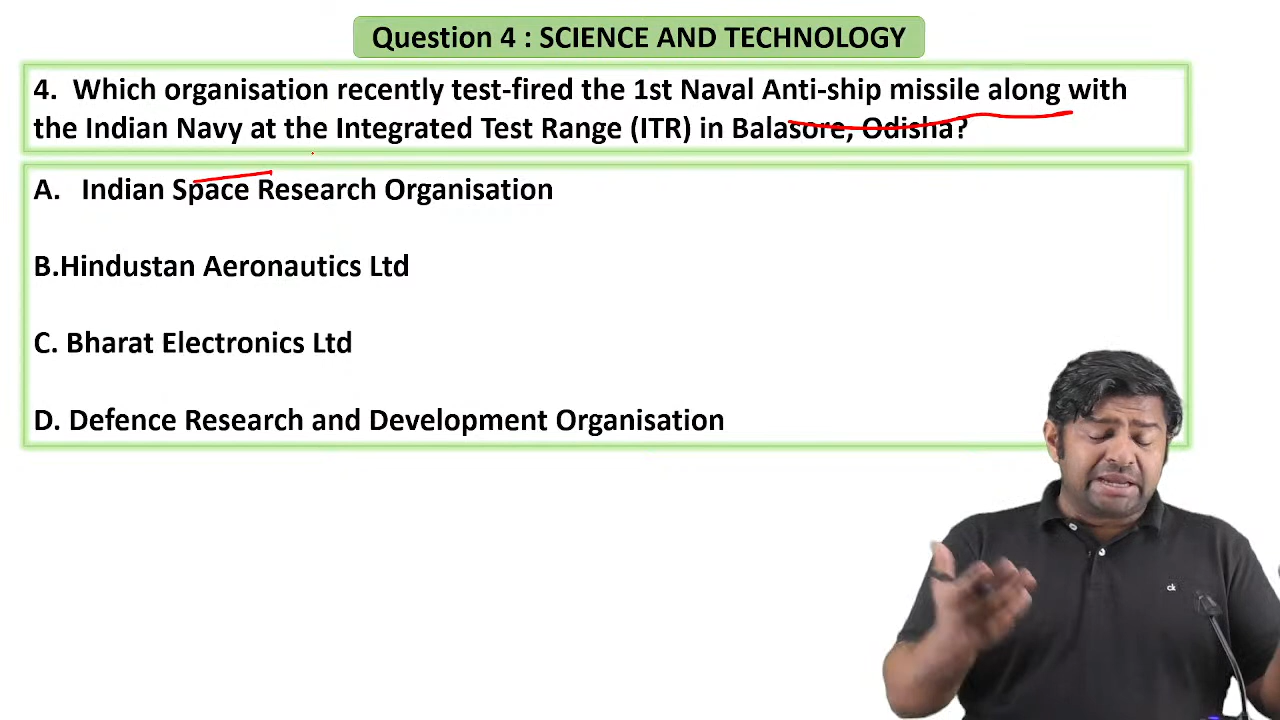 Question 4 : SCIENCE AND TECHNOLOGY
4. Which organisation recently test-fired the 1st Naval Anti-ship missile along with
the Indian Navy at the Integrated Test Range (ITR) in Balasore, Odisha?
A. Indian Space Research Organisation
B.Hindustan Aeronautics Ltd
C. Bharat Electronics Ltd
D. Defence Research and Development Organisation
ck